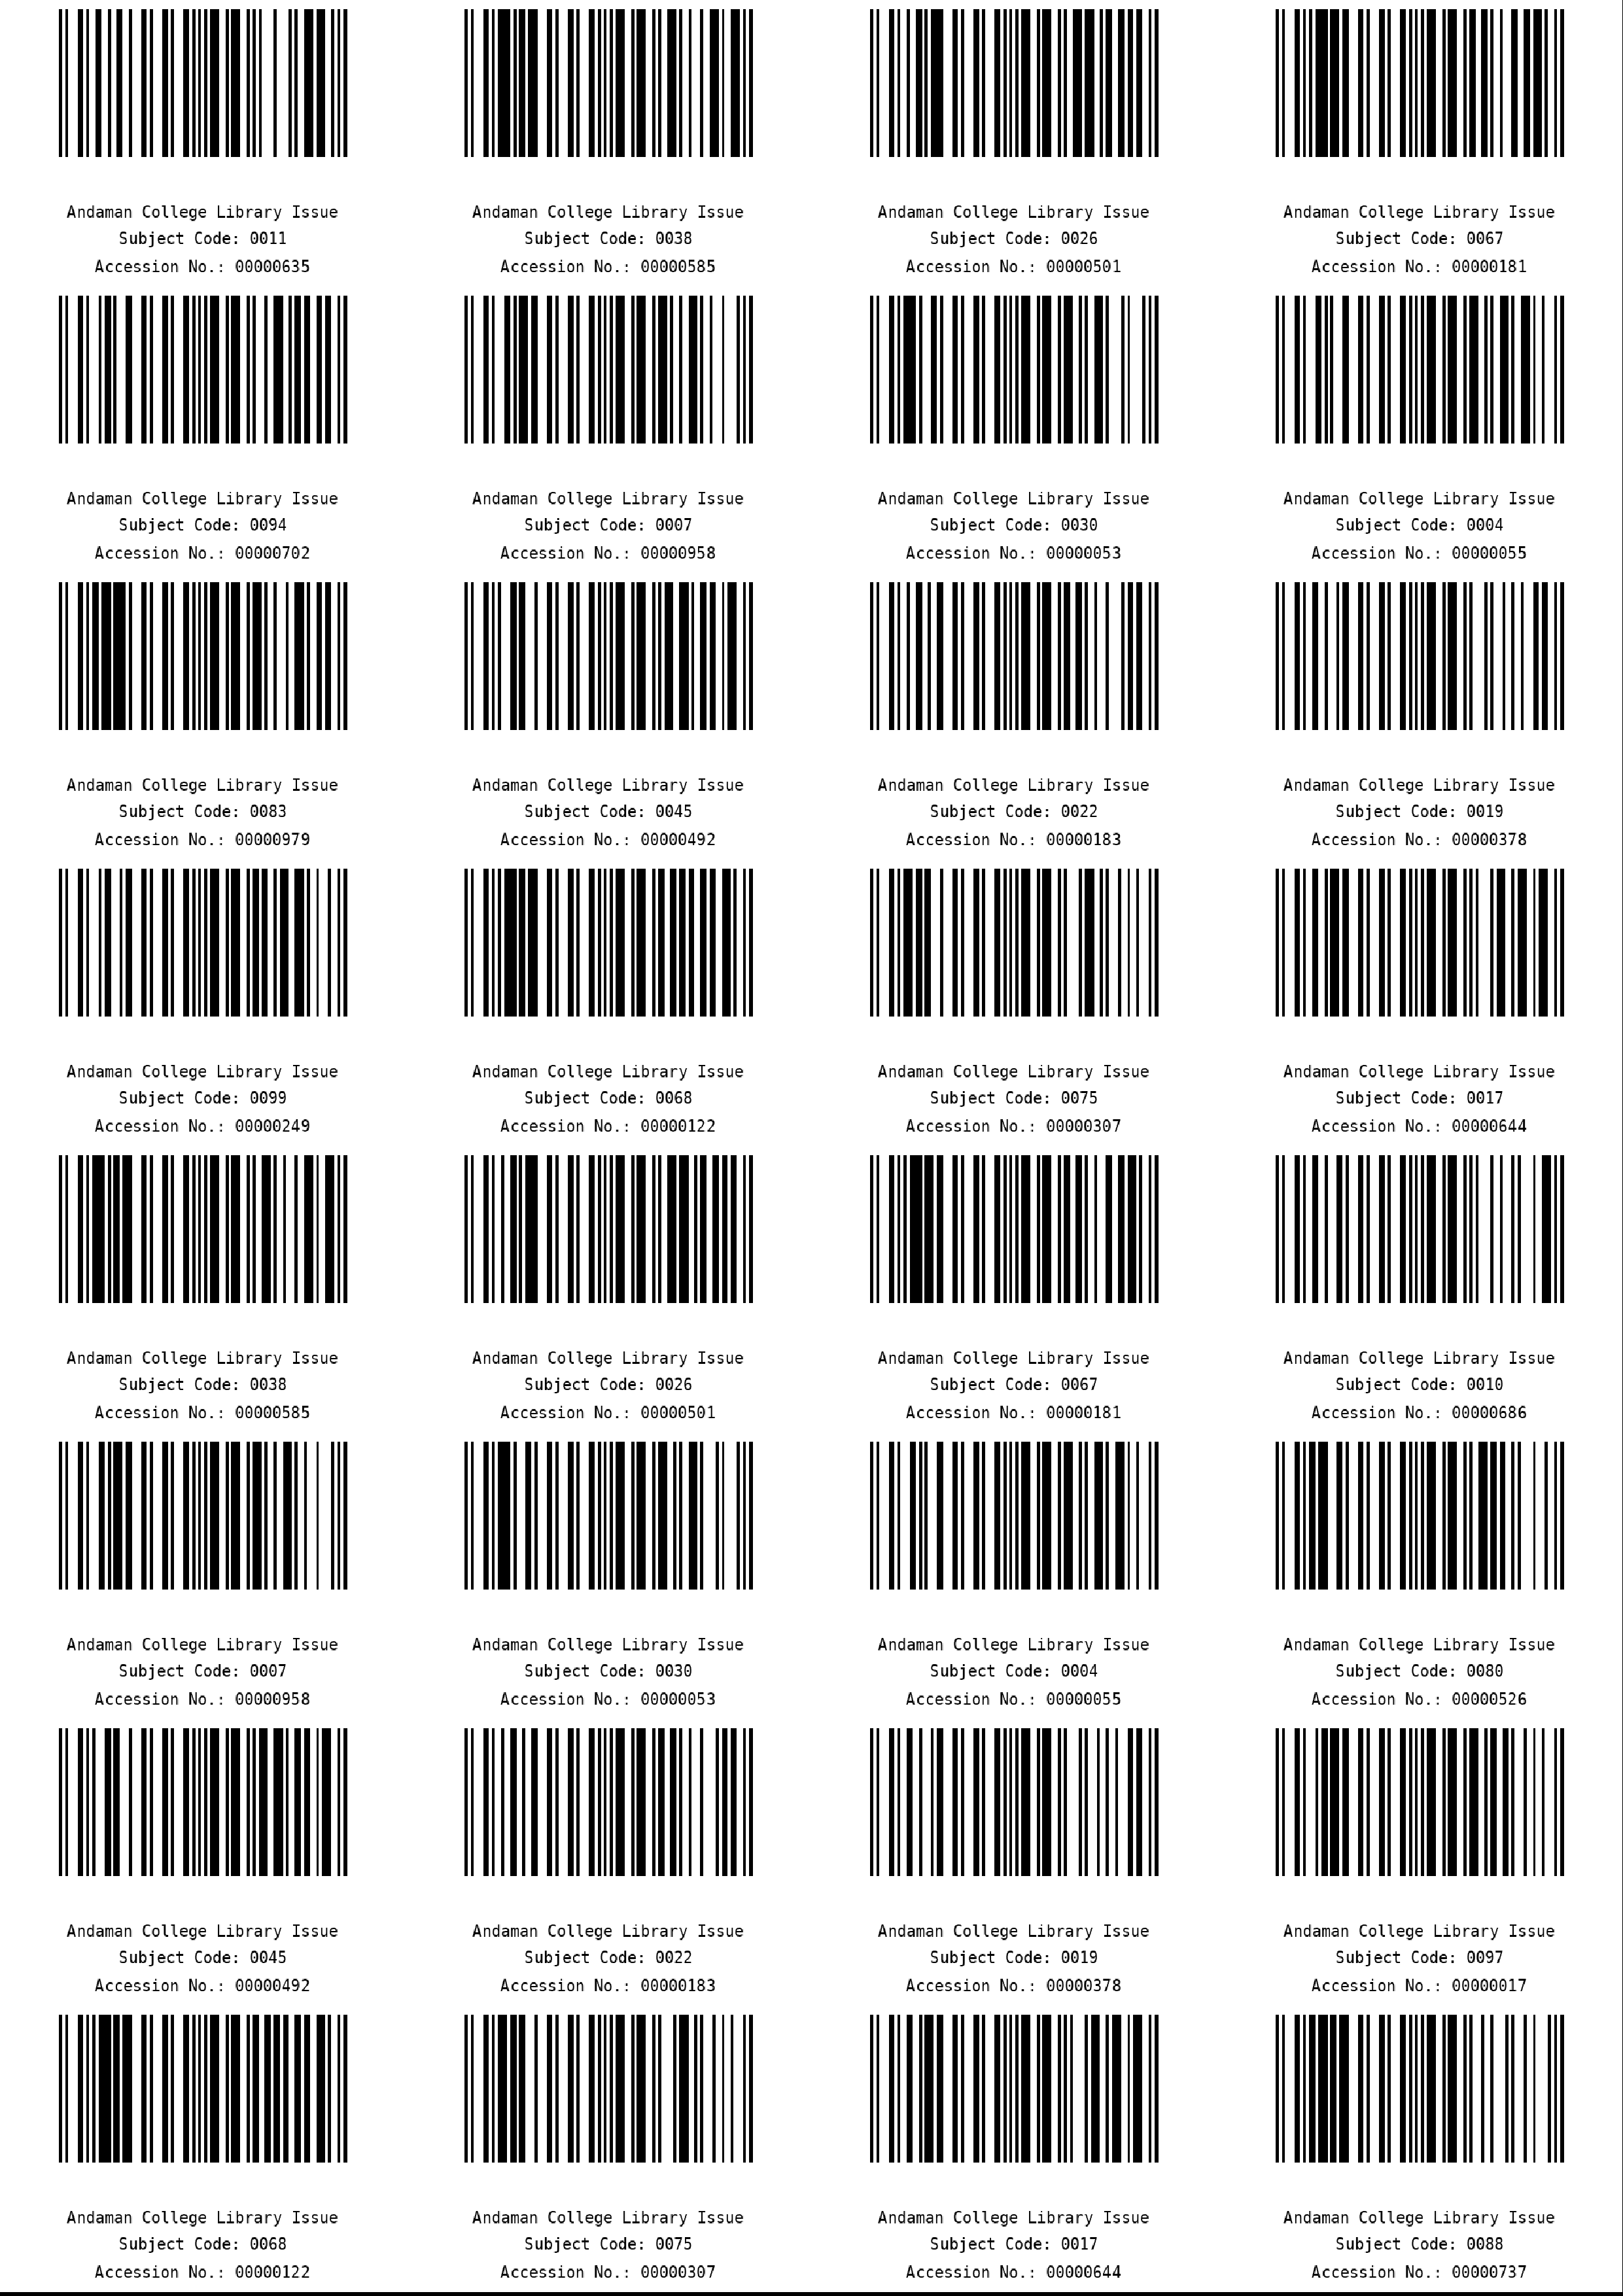 Andaman College Library Issue Andaman College Library Issue Andaman College Library Issue Andaman College Library Issue
Subject Code: 0011 Subject Code: 0038 Subject Code: 0026 Subject Code: 0067
Accession No.: 00000635 Accession No.: 00000585 Accession No.: 00000501 Accession No.: 00000181
Andaman College Library Issue Andaman College Library Issue Andaman College Library Issue Andaman College Library Issue
Subject Code: 0094 Subject Code: 0007 Subject Code: 0030 Subject Code: 0004
Accession No.: 00000702 Accession No.: 00000958 Accession No.: 00000053 Accession No.: 00000055
Andaman College Library Issue Andaman College Library Issue Andaman College Library Issue Andaman College Library Issue
Subject Code: 0083 Subject Code: 0045 Subject Code: 0022 Subject Code: 0019
Accession No.: 00000979 Accession No.: 00000492 Accession No.: 00000183 Accession No.: 00000378
Andaman College Library Issue Andaman College Library Issue Andaman College Library Issue Andaman College Library Issue
Subject Code: 0099 Subject Code: 0068 Subject Code: 0075 Subject Code: 0017
Accession No.: 00000249 Accession No.: 00000122 Accession No.: 00000307 Accession No.: 00000644
Andaman College Library Issue Andaman College Library Issue Andaman College Library Issue Andaman College Library Issue
Subject Code: 0038 Subject Code: 0026 Subject Code: 0067 Subject Code: 0010
Accession No.: 00000585 Accession No.: 00000501 Accession No.: 00000181 Accession No.: 00000686
Andaman College Library Issue Andaman College Library Issue Andaman College Library Issue Andaman College Library Issue
Subject Code: 0007 Subject Code: 0030 Subject Code: 0004 Subject Code: 0080
Accession No.: 00000958 Accession No.: 00000053 Accession No.: 00000055 Accession No.: 00000526
Andaman College Library Issue Andaman College Library Issue Andaman College Library Issue Andaman College Library Issue
Subject Code: 0045 Subject Code: 0022 Subject Code: 0019 Subject Code: 0097
Accession No.: 00000492 Accession No.: 00000183 Accession No.: 00000378 Accession No.: 00000017
Andaman College Library Issue Andaman College Library Issue Andaman College Library Issue Andaman College Library Issue
Subject Code: 0068 Subject Code: 0075 Subject Code: 0017 Subject Code: 0088
Accession No.: 00000122 Accession No.: 00000307 Accession No.: 00000644 Accession No.: 00000737